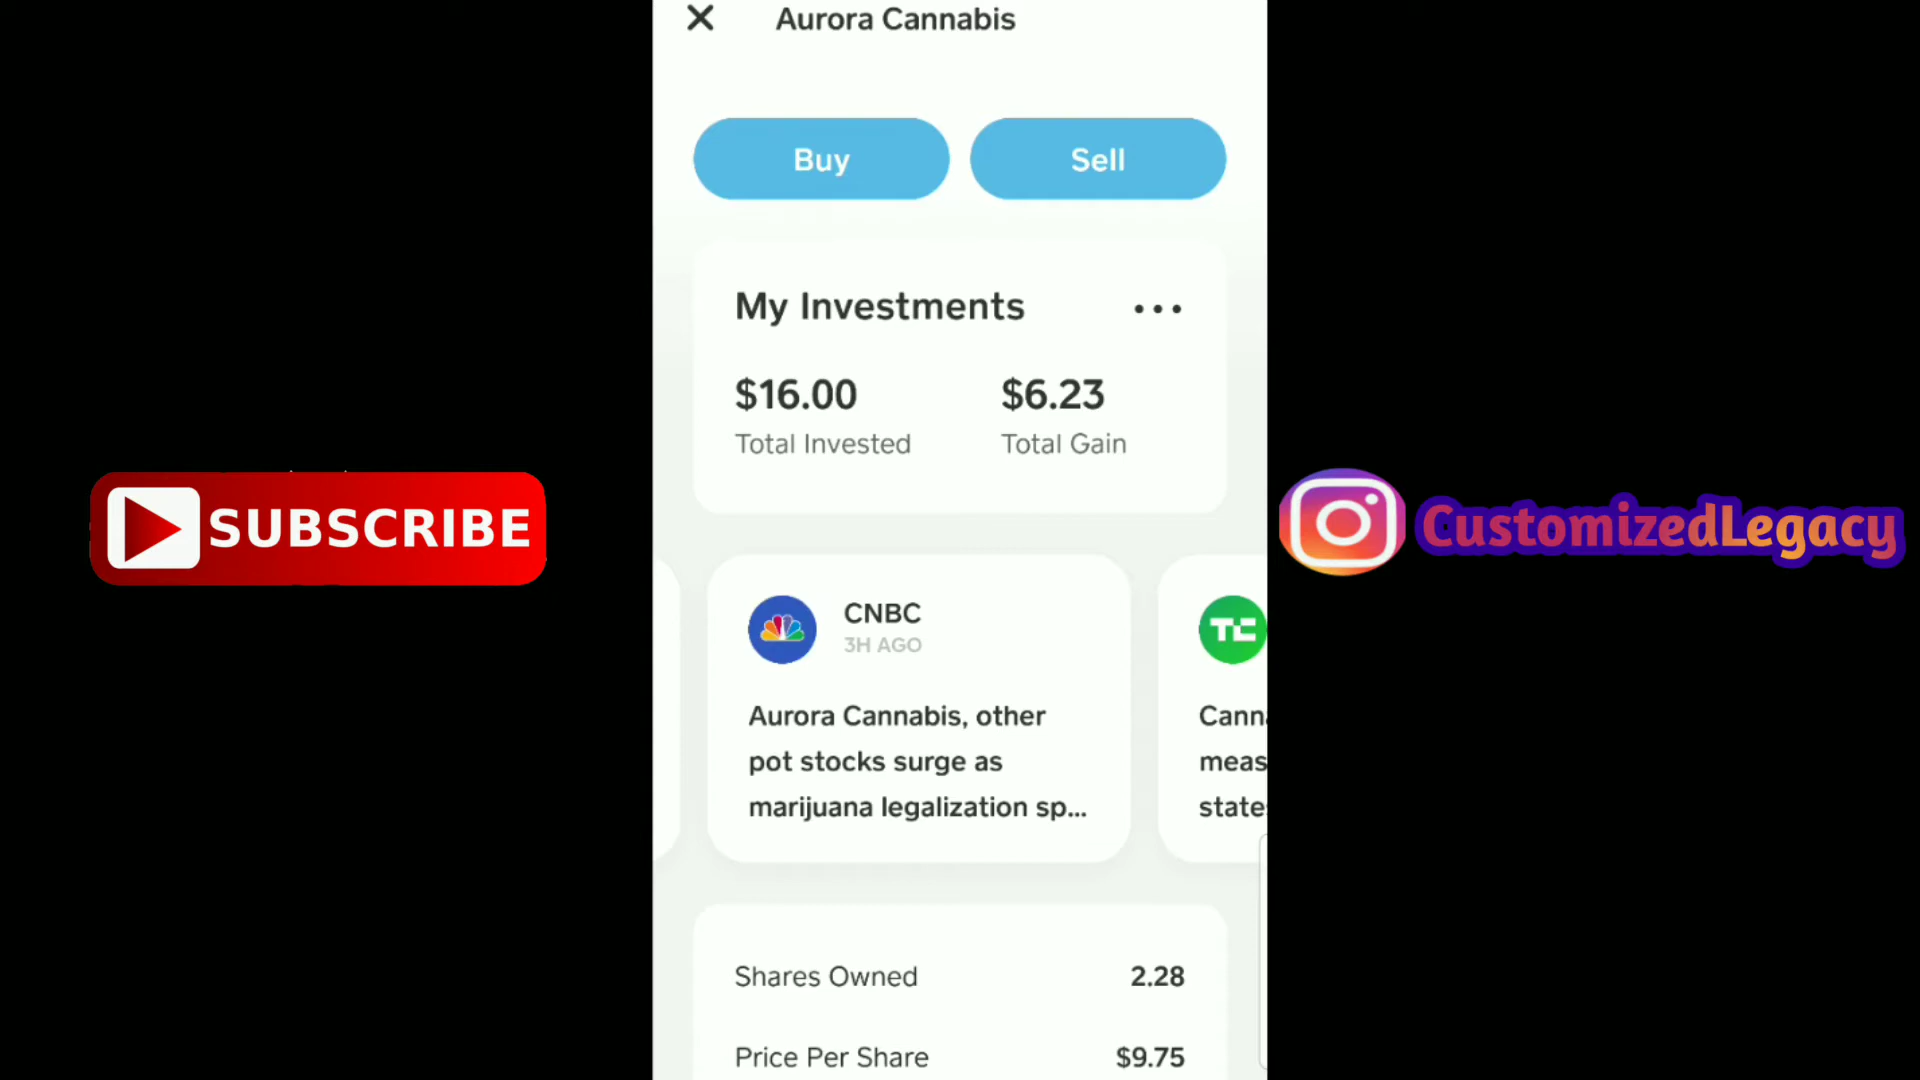 Aurora Cannabis
Buy
Sell
My Investments
$16.00
$6.23
Total Invested
Total Gain
SUBSCRIBE
CustomizedLegacy
CNBC
3H AGO
Aurora Cannabis, other
pot stocks surge as
marijuana legalization sp...
TC
Cann
meas
states
Shares Owned
2.28
Price Per Share
$9.75